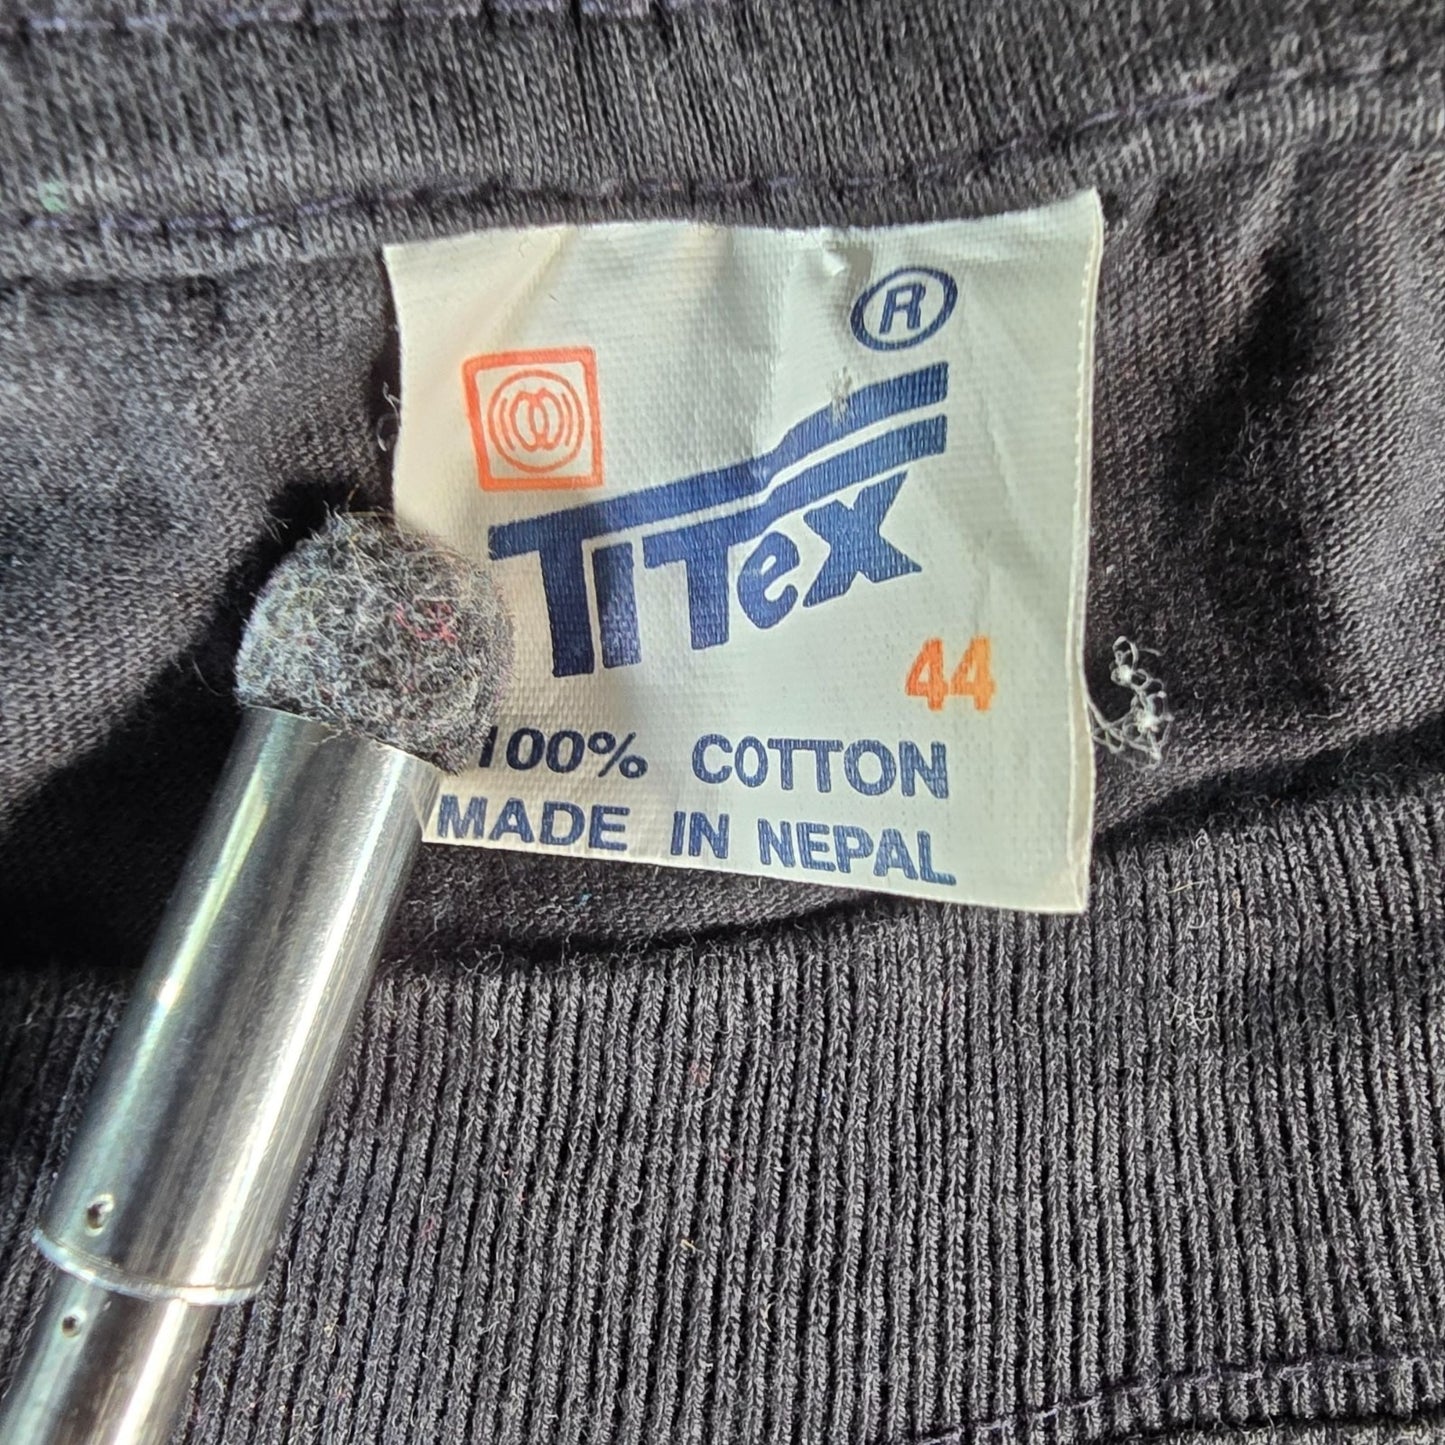 ®
TiTex
44
100% COTTON
MADE IN NEPAL